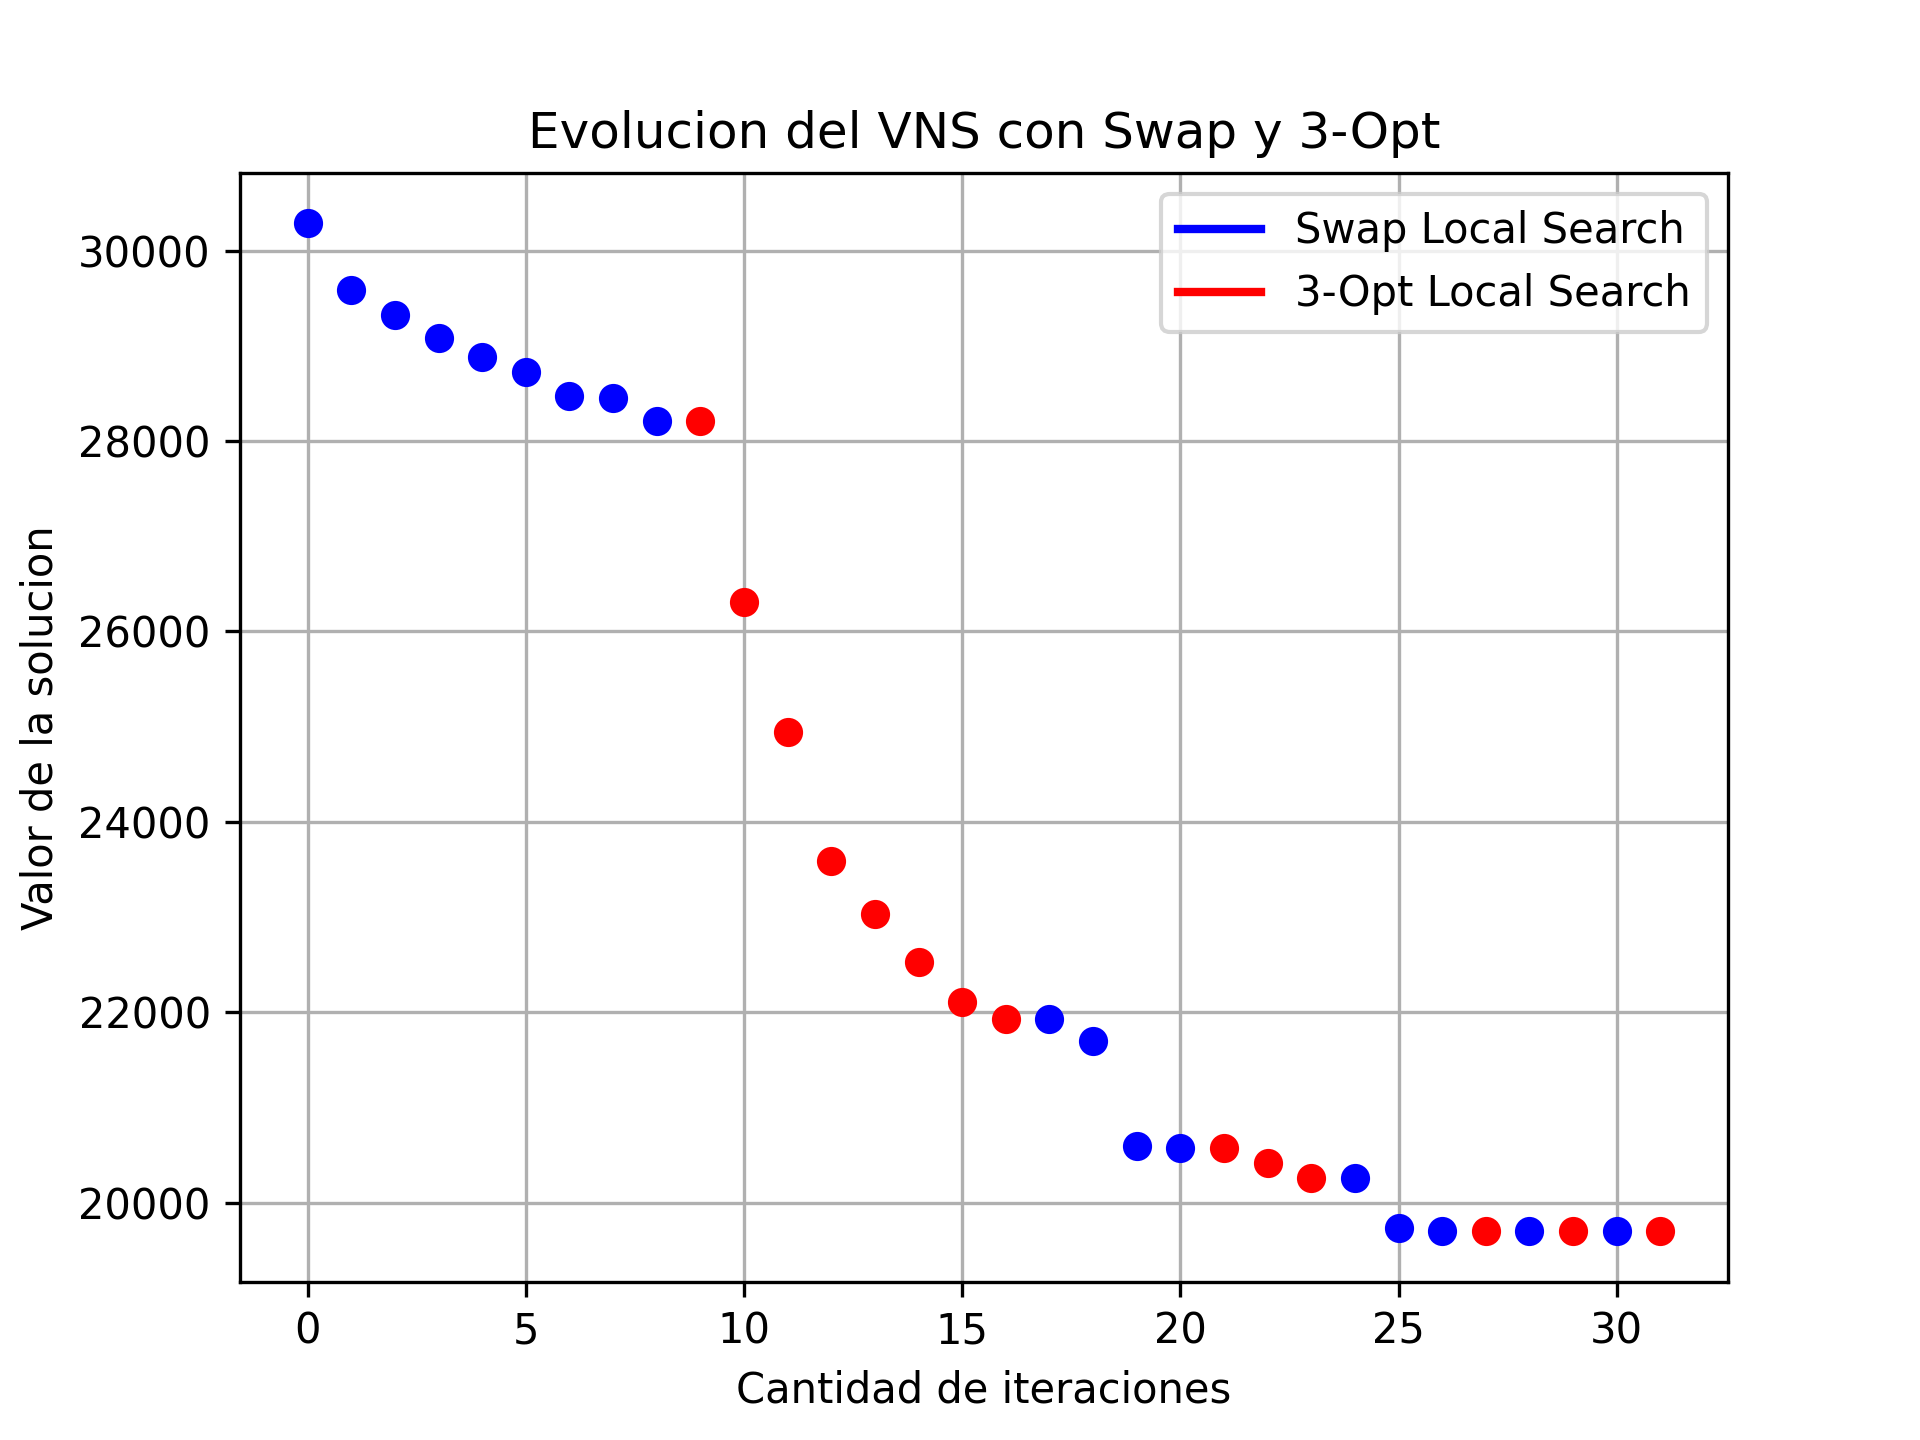 Evolucion del VNS con Swap y 3-Opt
Swap Local Search
3-Opt Local Search
Valor de la solucion
30000
28000
26000
24000
22000
20000
0 5 10 15 20 25 30
Cantidad de iteraciones